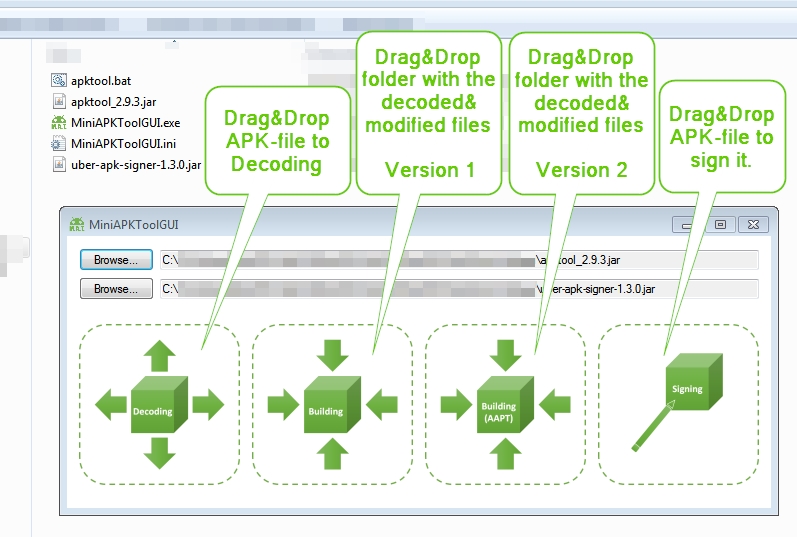 apktool.bat
apktool_2.9.3.jar
MiniAPKToolGUI.exe
MiniAPKToolGUI.ini
uber-apk-signer-1.3.0.jar
Drag&Drop
APK-file to
Decoding
Drag&Drop
folder with the
decoded&
modified files
Version 1
Drag&Drop
folder with the
decoded&
modified files
Version 2
Drag&Drop
APK-file to
sign it.
MiniAPKToolGUI
Browse...
C:\
\apktool_2.9.3.jar
Browse...
C:\
\uber-apk-signer-1.3.0.jar
Decoding
Building
Building
(AAPT)
Signing